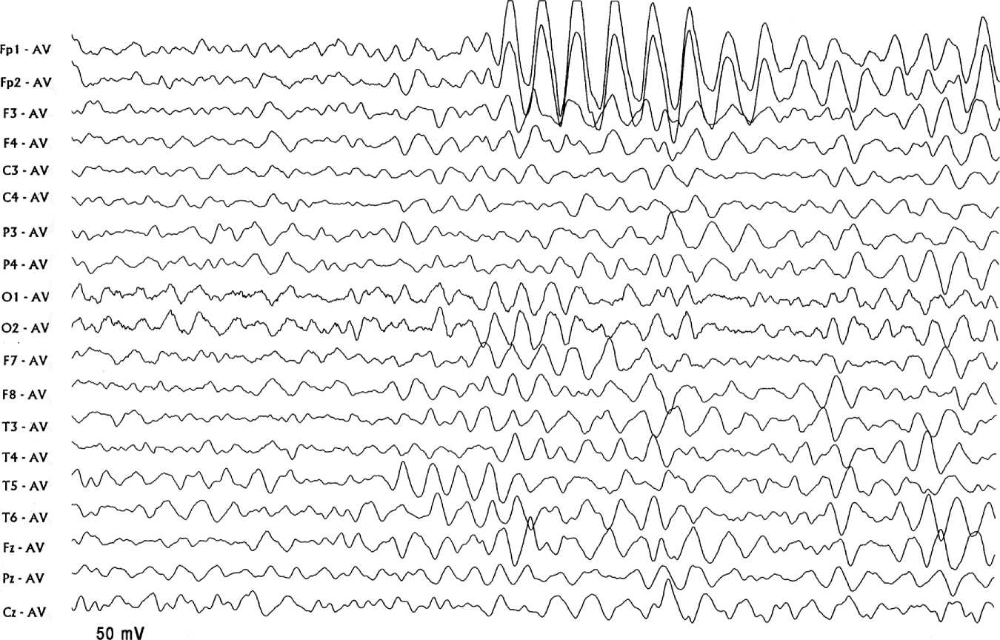 Fp1 - AV
Fp2 - AV
F3 - AV
F4 - AV
C3 - AV
C4 - AV
P3 - AV
P4 - AV
O1 - AV
O2 - AV
F7 - AV
F8 - AV
T3 - AV
T4 - AV
T5 - AV
T6 - AV
Fz - AV
Pz - AV
Cz - AV
50 mV